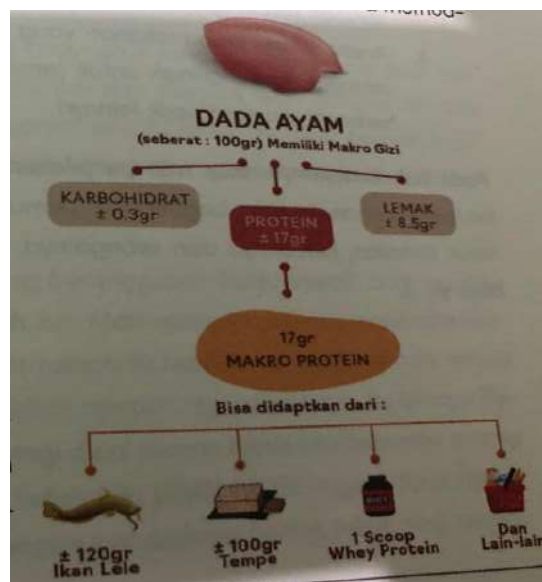 DADA AYAM
(seberat : 100gr) Memiliki Makro Gizi
KARBOHIDRAT
± 0.3gr
PROTEIN
± 17gr
LEMAK
± 8.5gr
17gr
MAKRO PROTEIN
Bisa didaptkan dari :
± 120gr
Ikan Lele
± 100gr
Tempe
1 Scoop
Whey Protein
Dan
Lain-lain